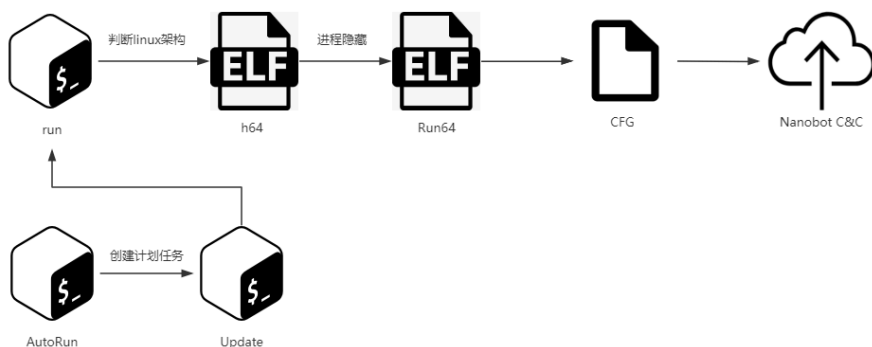 判断linux架构
进程隐藏
$_
ELF
ELF
run
h64
Run64
CFG
Nanobot C&C
创建计划任务
$_
$_
AutoRun
Update